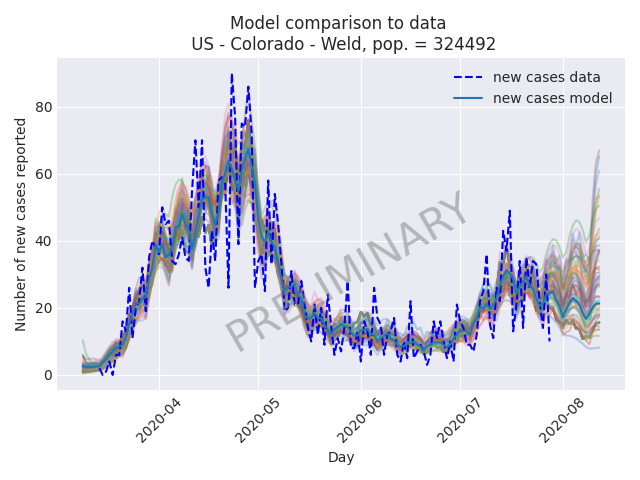 Model comparison to data
US - Colorado - Weld, pop. = 324492
new cases data
new cases model
Number of new cases reported
80
60
40
20
0
PRELIMINARY
2020-04
2020-05
2020-06
2020-07
2020-08
Day